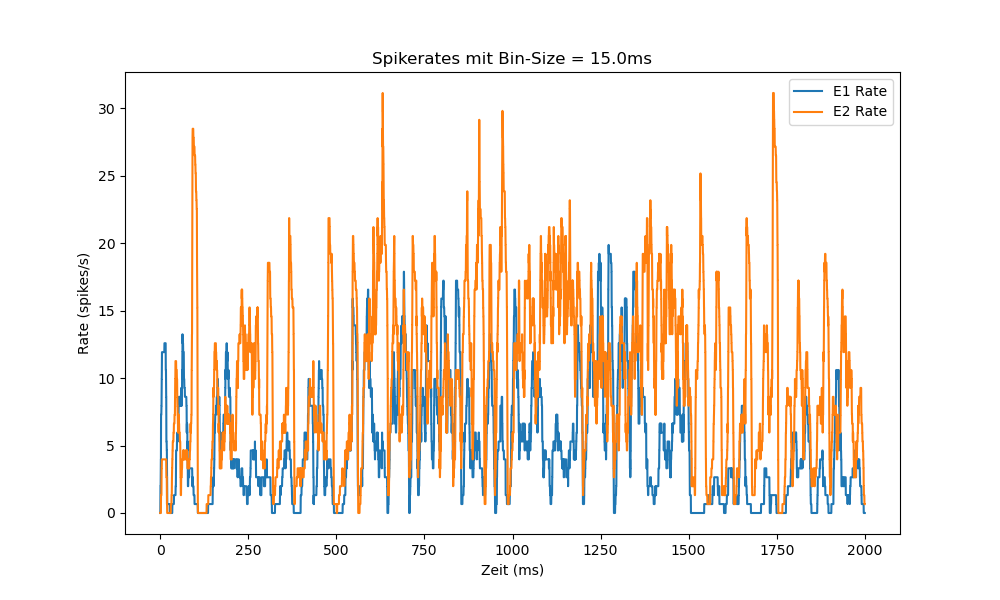 Spikerates mit Bin-Size = 15.0ms
E1 Rate
E2 Rate
Rate (spikes/s)
30
25
20
15
10
5
0
0 250 500 750 1000 1250 1500 1750 2000
Zeit (ms)